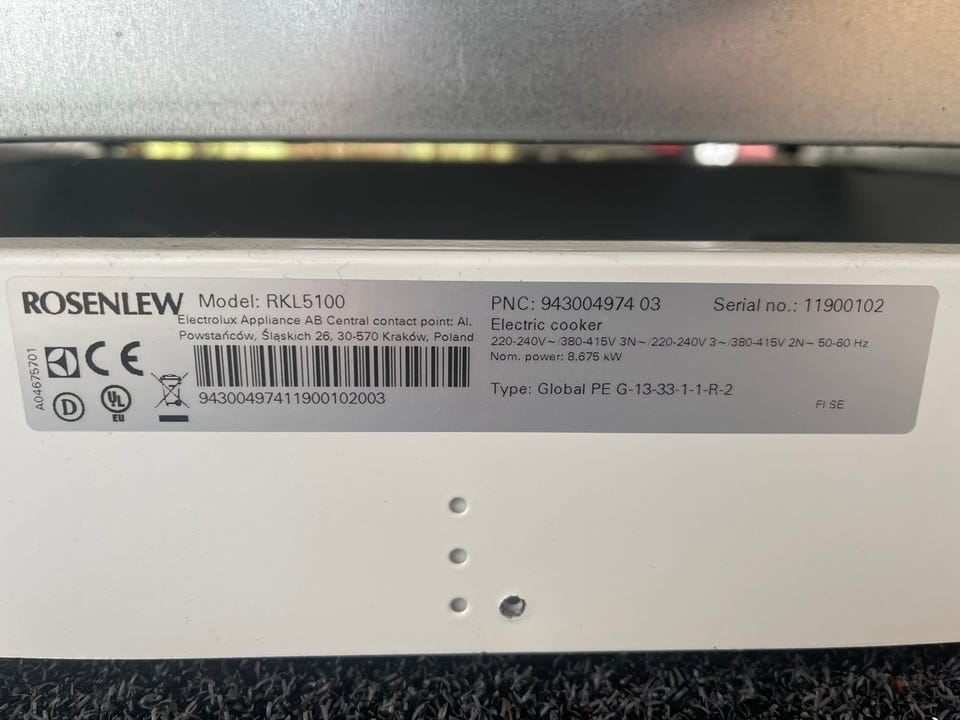 ROSENLEW Model: RKL5100
Electrolux Appliance AB Central contact point: Al.
Powstańców, Śląskich 26, 30-570 Kraków, Poland
A04675701
CE
D
UL
EU
94300497411900102003
PNC: 943004974 03 Serial no.: 11900102
Electric cooker
220-240V~/380-415V 3N~/220-240V 3~/380-415V 2N~ 50-60 Hz
Nom. power: 8.675 kW
Type: Global PE G-13-33-1-1-R-2
FI SE